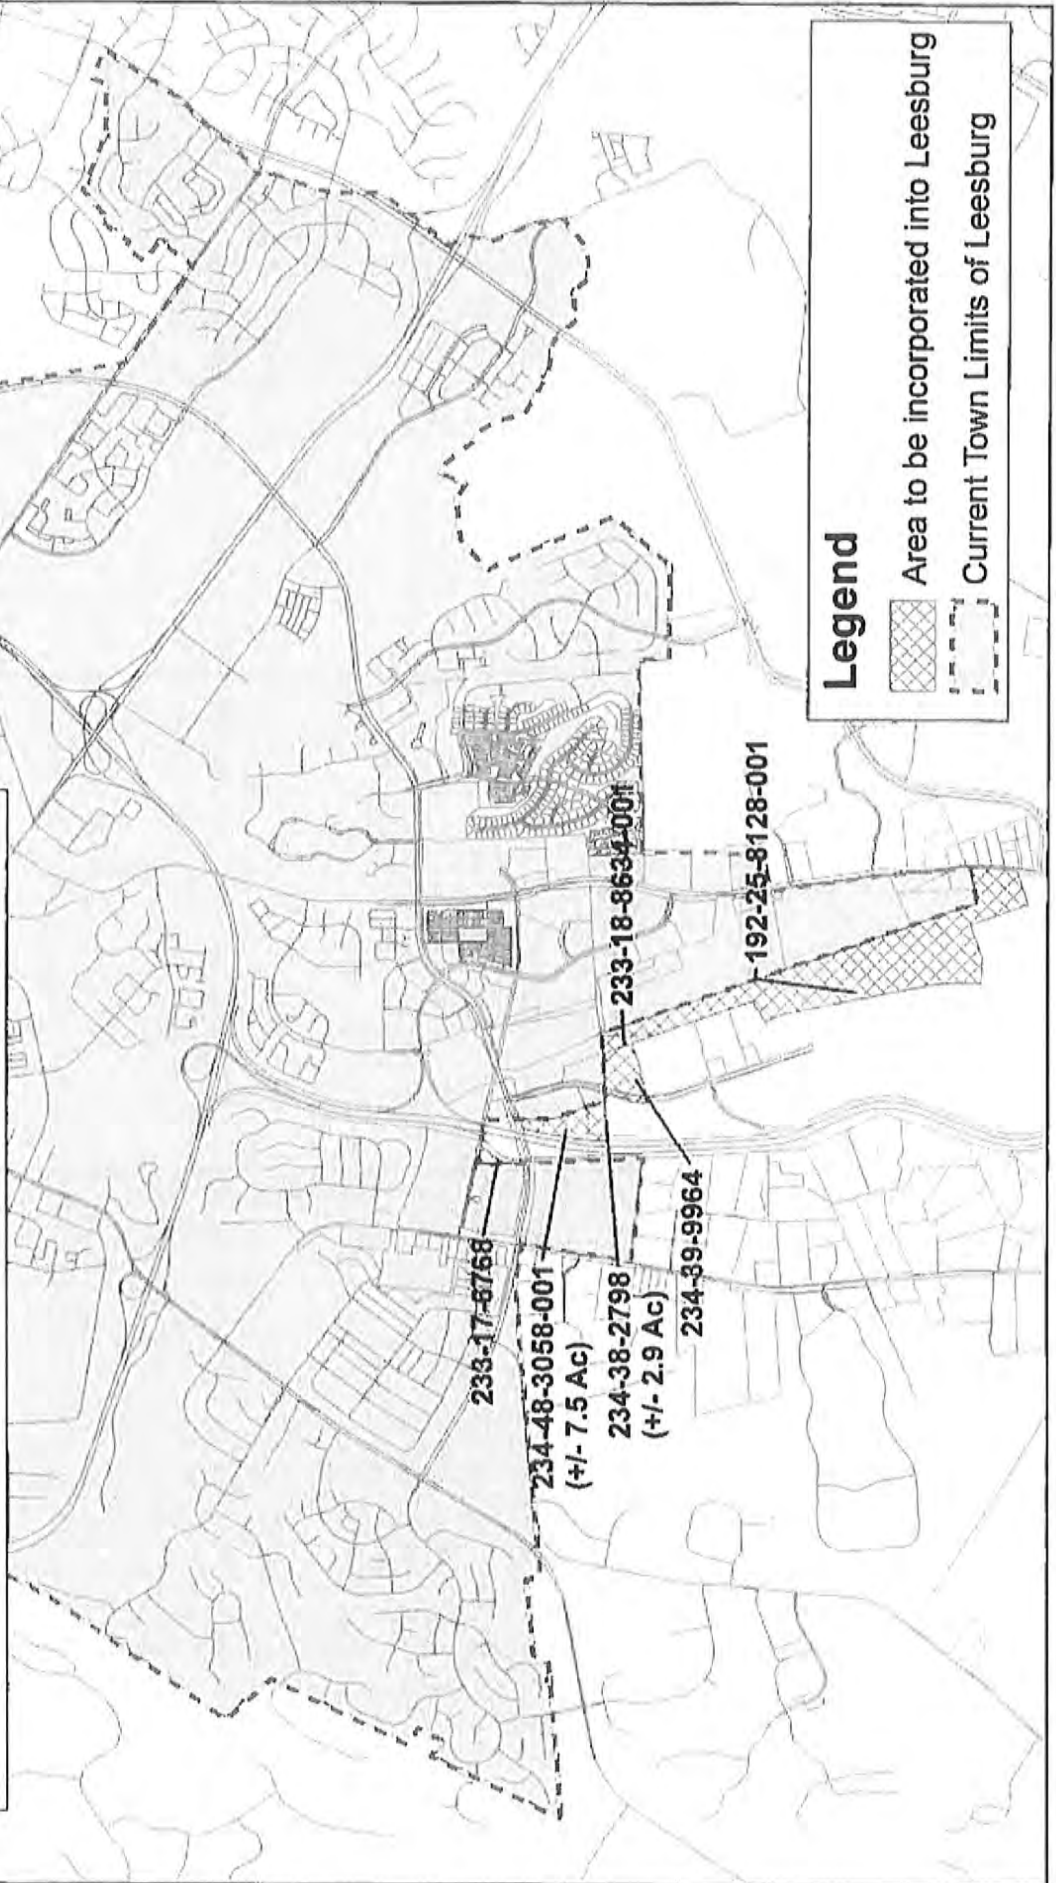 233-17-6768
234-48-3058-001
(+/- 7.5 Ac)
234-38-2798
(+/- 2.9 Ac)
234-39-9964
233-18-8634-001
192-25-8128-001
Legend
Area to be incorporated into Leesburg
Current Town Limits of Leesburg